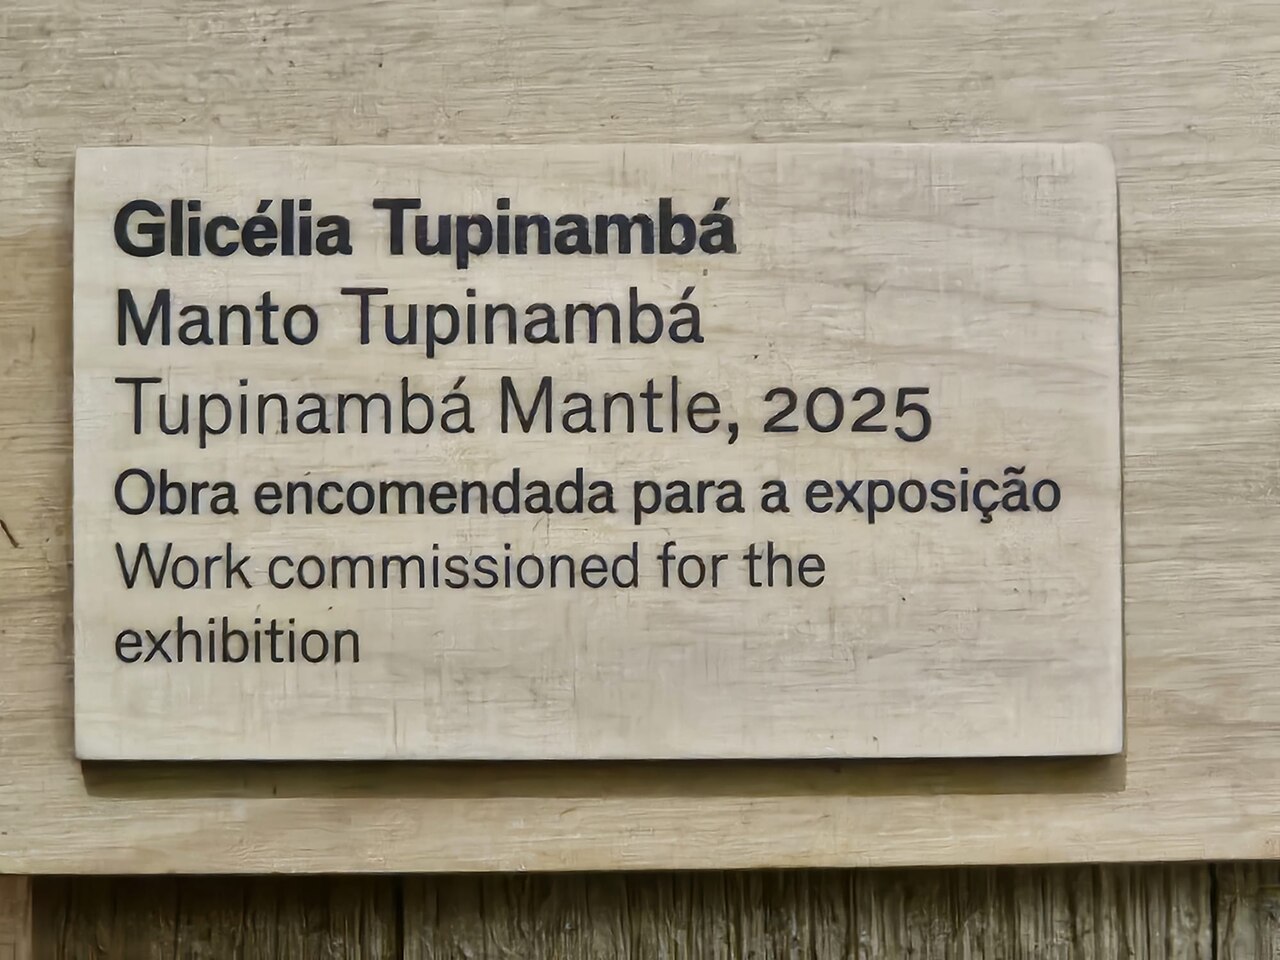 Glicélia Tupinambá
Manto Tupinambá
Tupinambá Mantle, 2025
Obra encomendada para a exposição
Work commissioned for the
exhibition